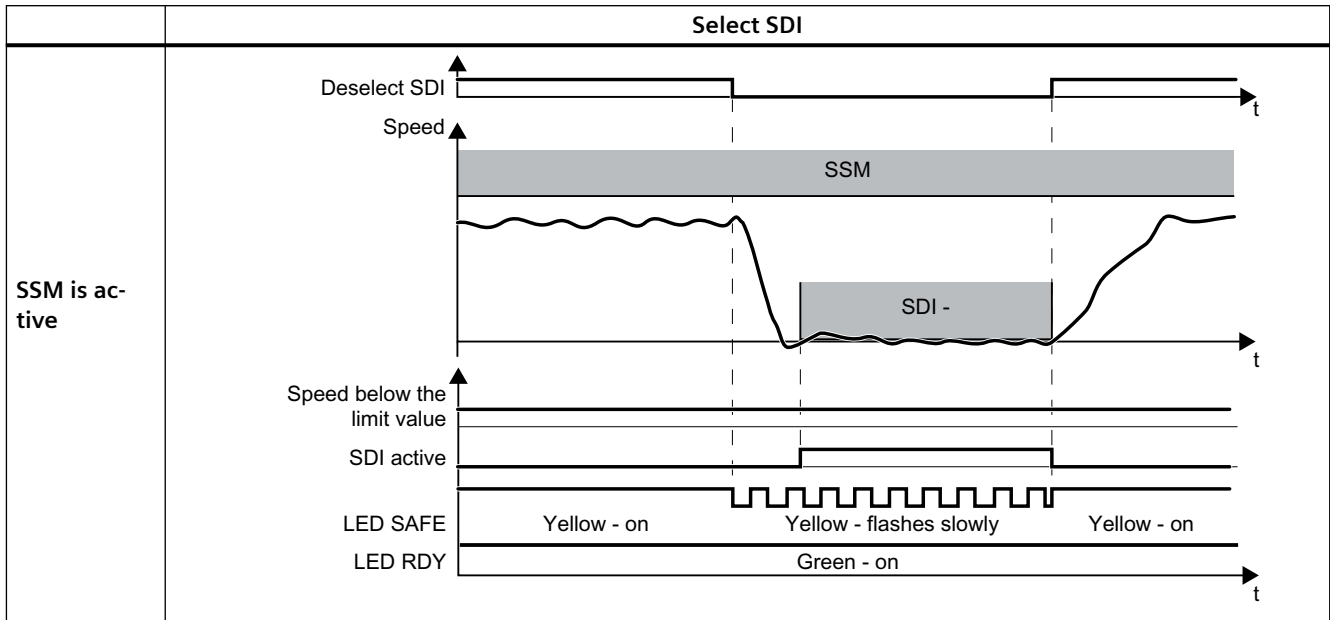 Select SDI
Deselect SDI
t
Speed
SSM
SSM is ac-
tive
SDI -
t
Speed below the
limit value
SDI active
LED SAFE
Yellow - on
Yellow - flashes slowly
Yellow - on
LED RDY
Green - on
t